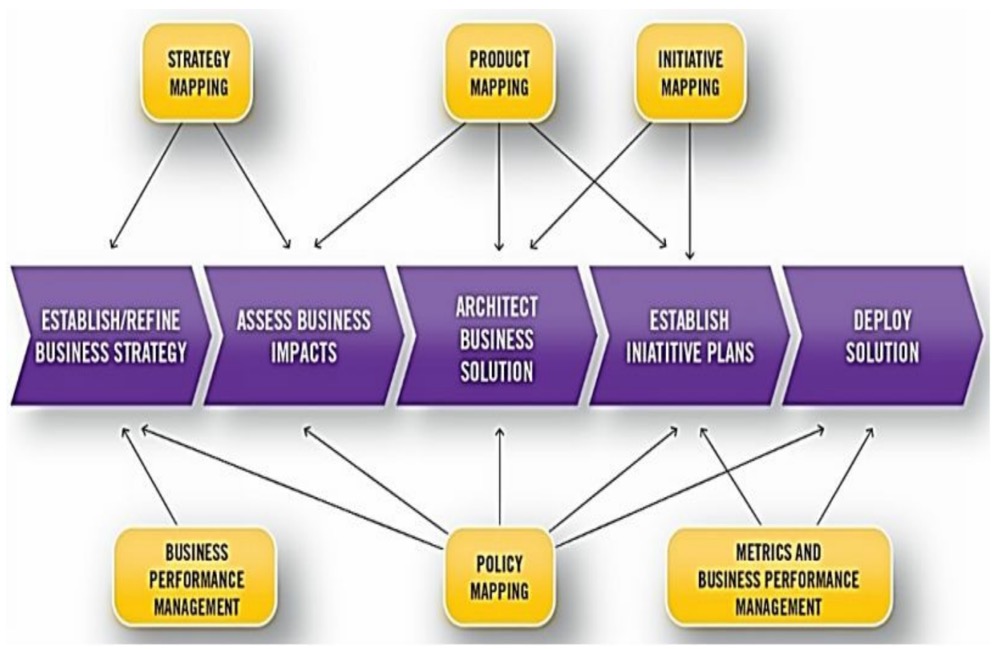 STRATEGY
MAPPING
PRODUCT
MAPPING
INITIATIVE
MAPPING
ESTABLISH/REFINE
BUSINESS STRATEGY
ASSESS BUSINESS
IMPACTS
ARCHITECT
BUSINESS
SOLUTION
ESTABLISH
INIATITIVE PLANS
DEPLOY
SOLUTION
BUSINESS
PERFORMANCE
MANAGEMENT
POLICY
MAPPING
METRICS AND
BUSINESS PERFORMANCE
MANAGEMENT